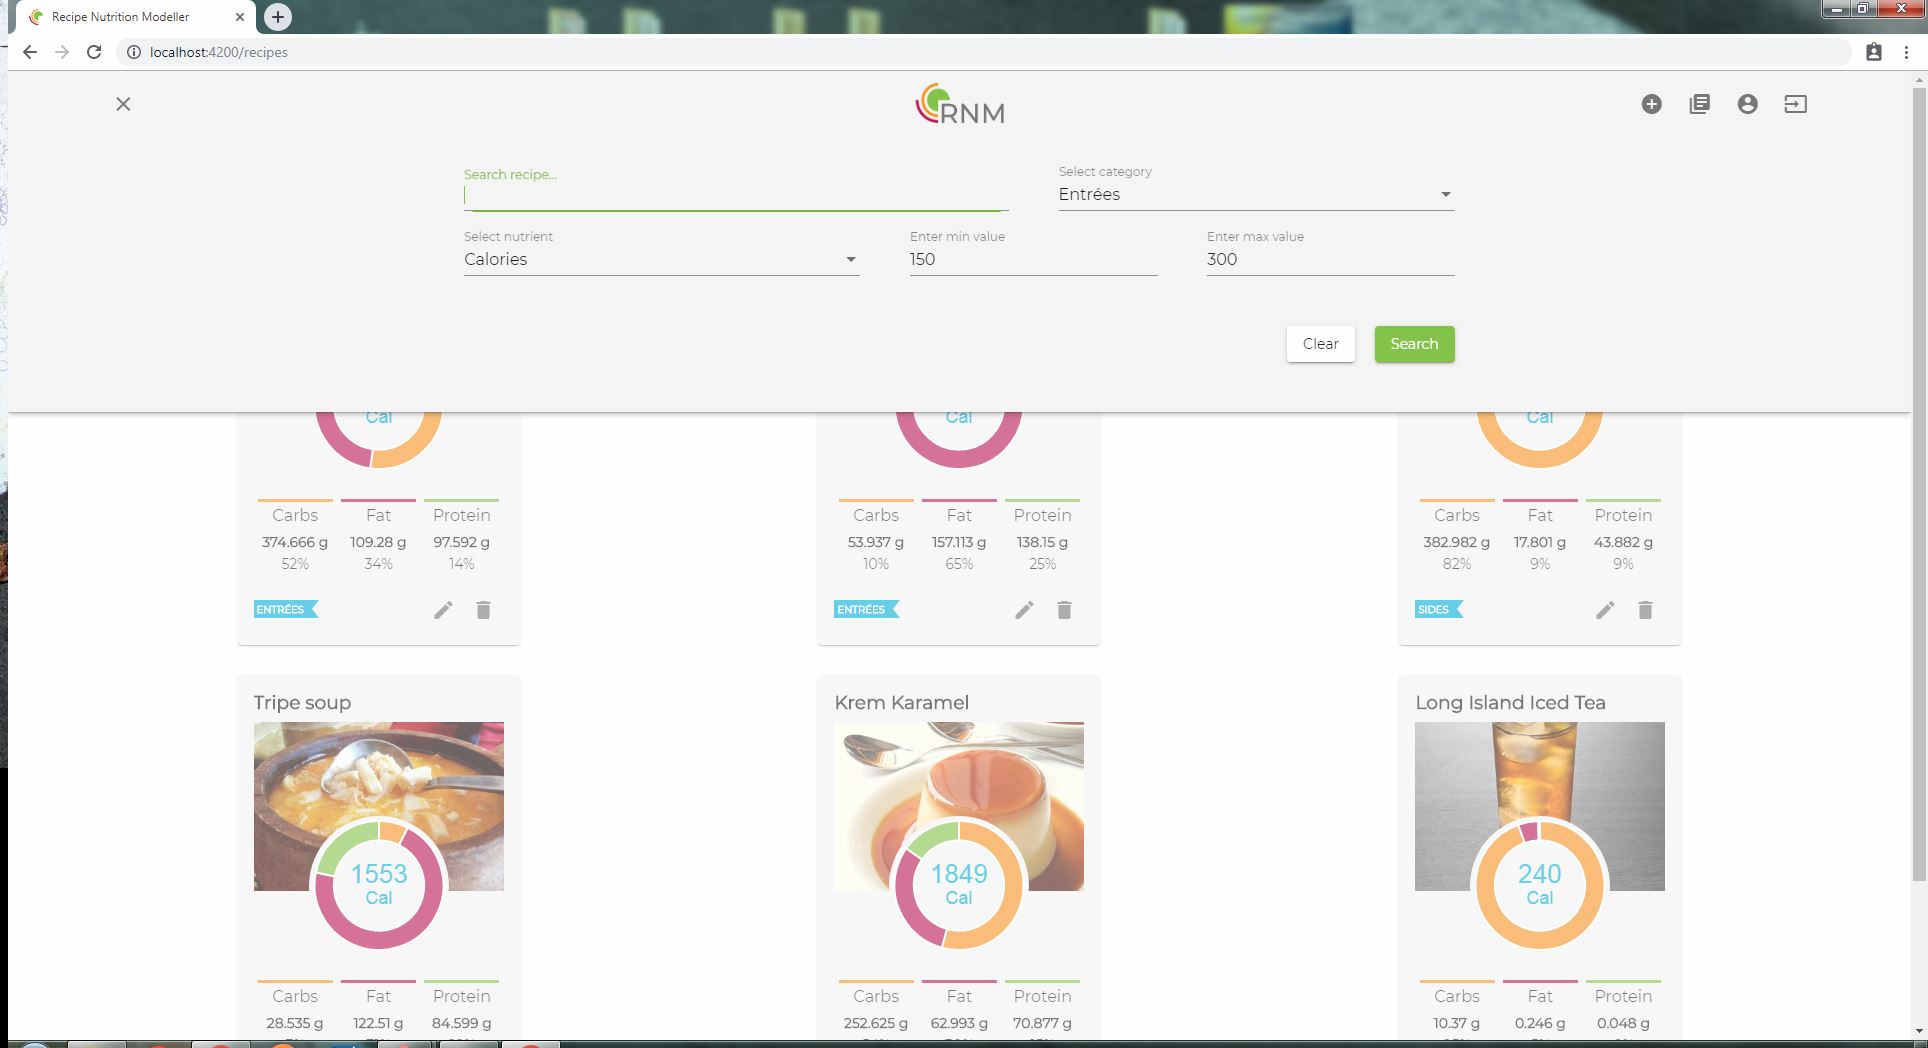 Recipe Nutrition Modeller
localhost:4200/recipes
RNM
Search recipe...
Select category
Entrées
Select nutrient
Enter min value
Enter max value
Calories
150
300
Clear
Search
Cal
Cal
Cal
Carbs Fat Protein
374.666 g 109.28 g 97.592 g
52% 34% 14%
ENTRÉES
Carbs Fat Protein
53.937 g 157.113 g 138.15 g
10% 65% 25%
ENTRÉES
Carbs Fat Protein
382.982 g 17.801 g 43.882 g
82% 9% 9%
SIDES
Tripe soup
1553
Cal
Carbs Fat Protein
28.535 g 122.51 g 84.599 g
Krem Karamel
1849
Cal
Carbs Fat Protein
252.625 g 62.993 g 70.877 g
Long Island Iced Tea
240
Cal
Carbs Fat Protein
10.37 g 0.246 g 0.048 g